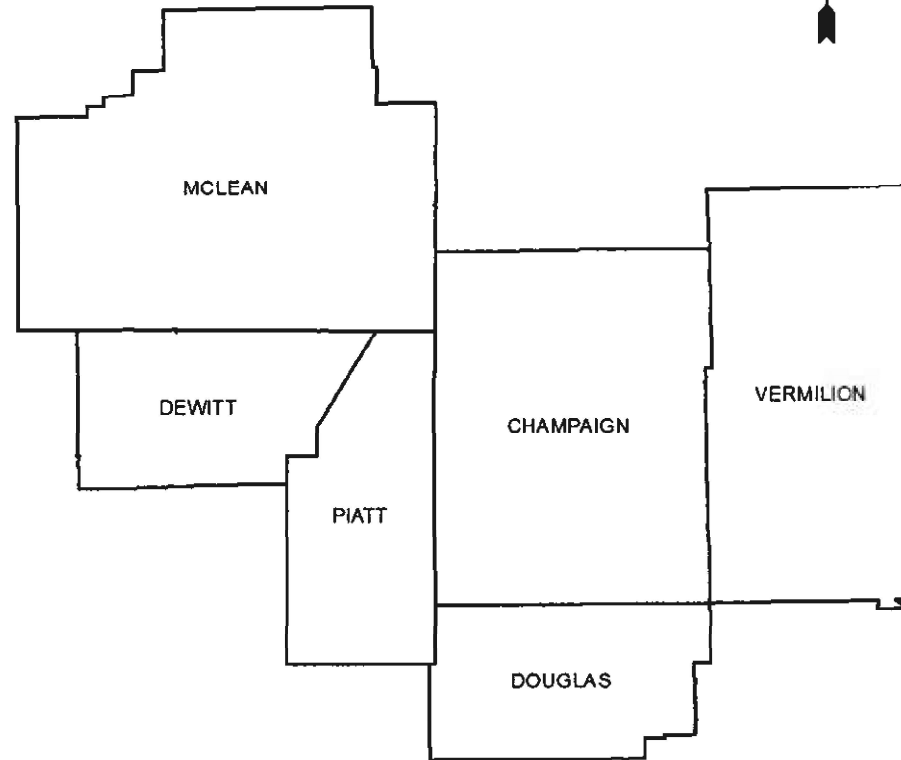 MCLEAN
DEWITT
VERMILION
CHAMPAIGN
PIATT
DOUGLAS